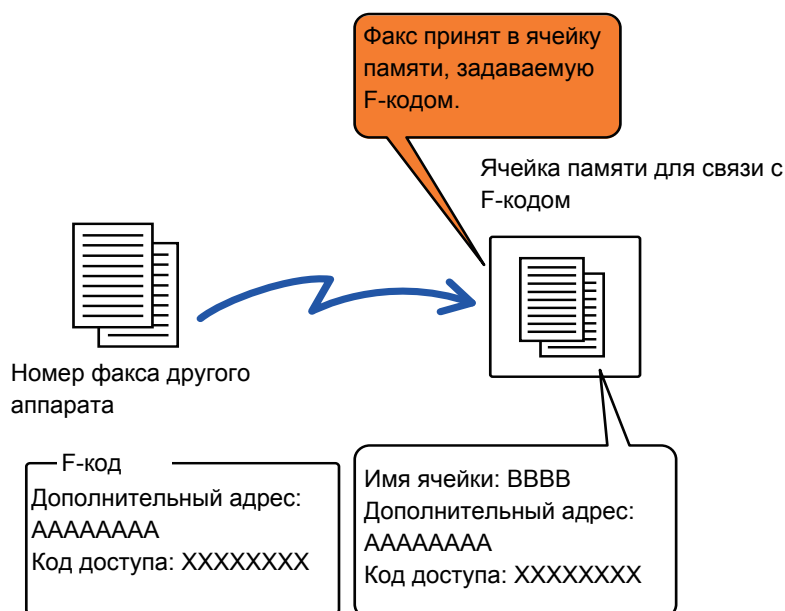 Факс принят в ячейку
памяти, задаваемую
F-кодом.
Ячейка памяти для связи с
F-кодом
Номер факса другого
аппарата
F-код
Дополнительный адрес:
AAAAAAAA
Код доступа: XXXXXXXX
Имя ячейки: BBBB
Дополнительный адрес:
AAAAAAAA
Код доступа: XXXXXXXX